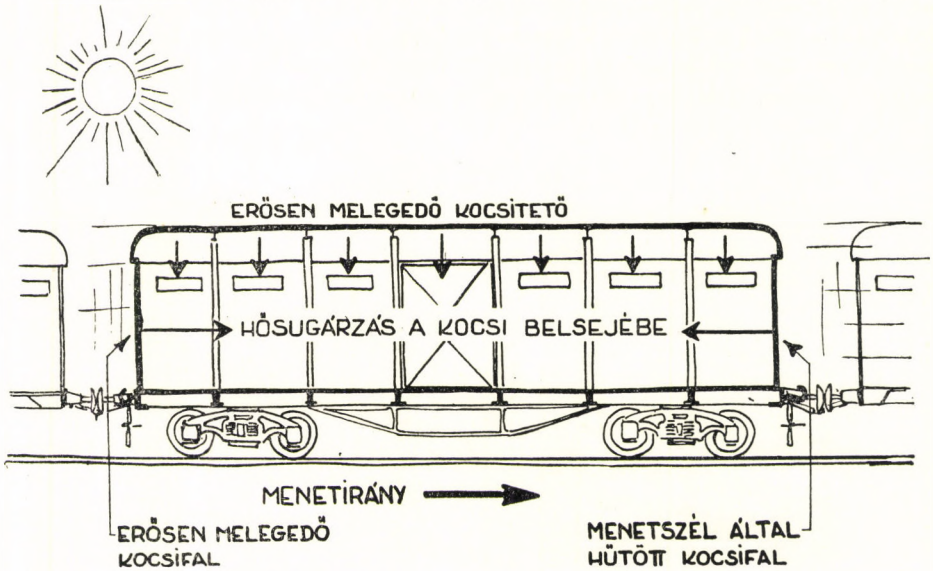 ERŐSEN MELEGEDŐ KOCSITETŐ
HŐSUGÁRZÁS A KOCSI BELSEJÉBE
MENETIRÁNY
ERŐSEN MELEGEDŐ
KOCSIFAL
MENETSZÉL ÁLTAL
HŰTÖTT KOCSIFAL